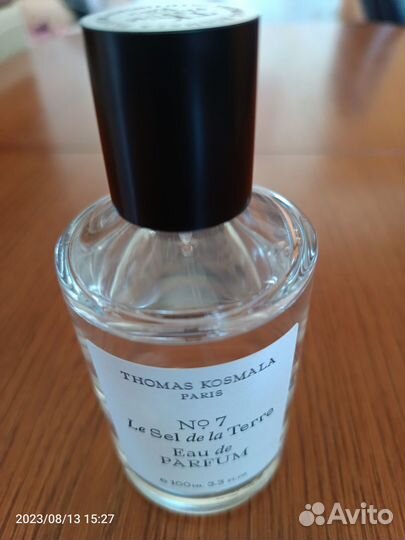 THOMAS KOSMALA
PARIS
Nº 7
Le Sel de la Terre
Eau de
PARFUM
e 100ml 3.3 fl.oz
2023/08/13 15:27
Avito